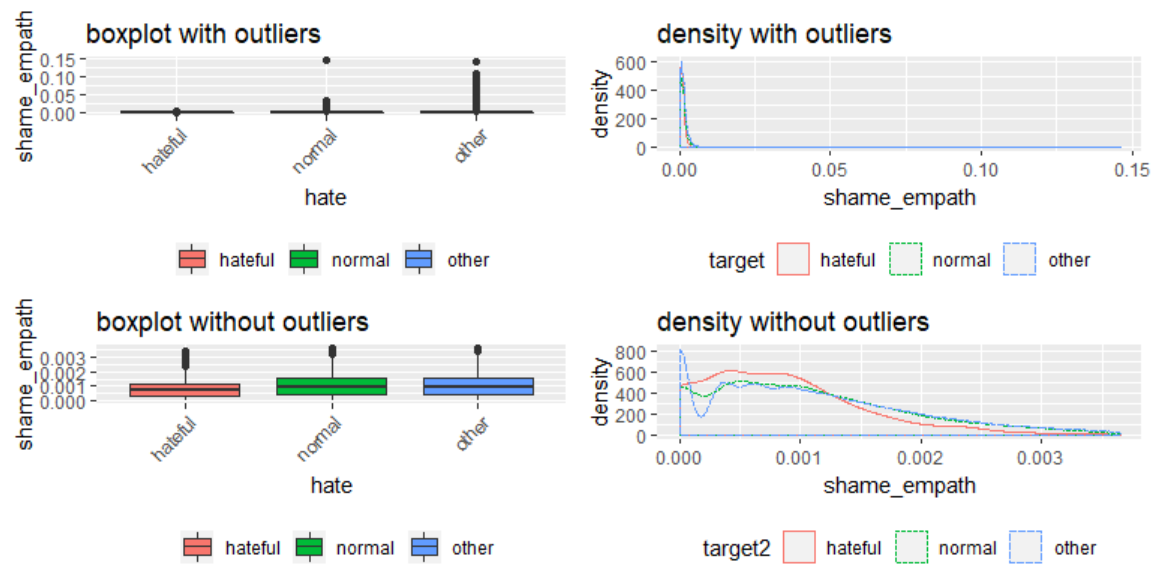 boxplot with outliers
shame_empath
0.15
0.10
0.05
0.00
hateful
normal
other
hate
hateful normal other
density with outliers
density
600
400
200
0
0.00 0.05 0.10 0.15
shame_empath
target hateful normal other
boxplot without outliers
shame_empath
0.003
0.002
0.001
0.000
hateful
normal
other
hate
hateful normal other
density without outliers
density
800
600
400
200
0
0.000 0.001 0.002 0.003
shame_empath
target2 hateful normal other